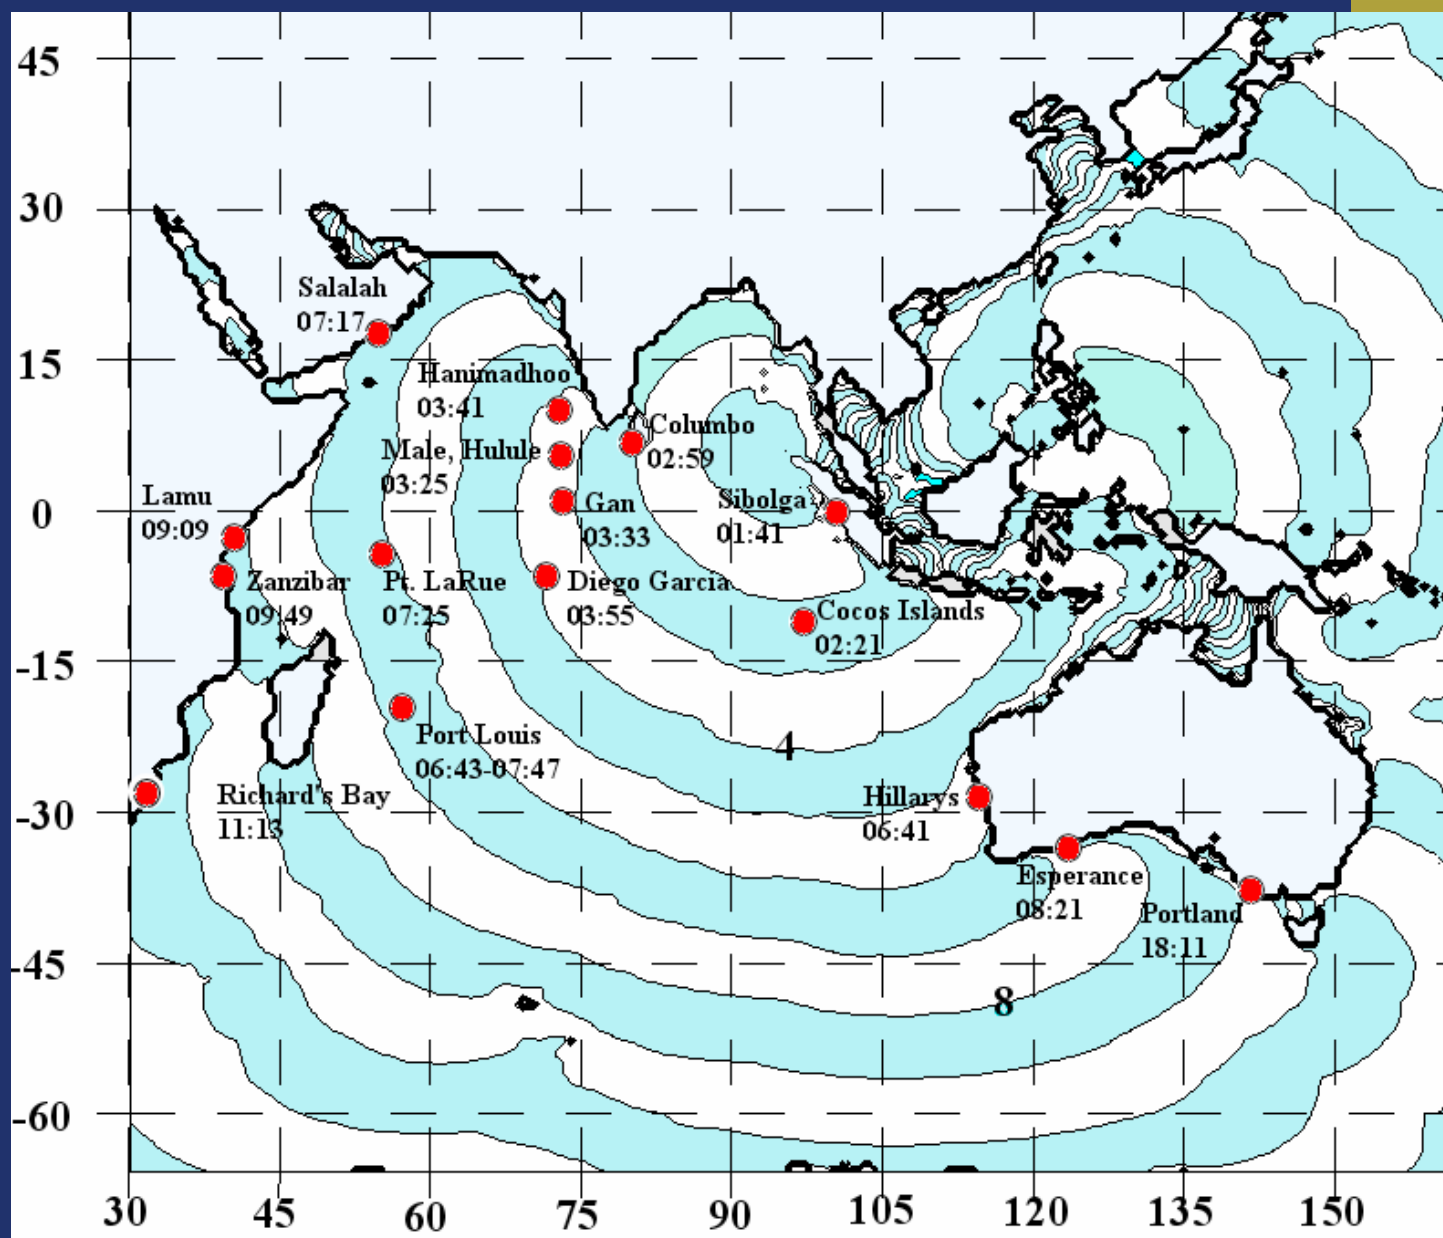 45
30
15
0
-15
-30
-45
-60
Salalah
07:17
Hanimadhoo
03:41
Columbo
02:59
Male, Hulule
03:25
Lamu
09:09
Gan
03:33
Sibolga
01:41
Zanzibar
09:49
Pt. LaRue
07:25
Diego Garcia
03:55
Cocos Islands
02:21
Port Louis
06:43-07:47
4
Richard's Bay
11:13
Hillarys
06:41
Esperance
08:21
Portland
18:11
8
30 45 60 75 90 105 120 135 150